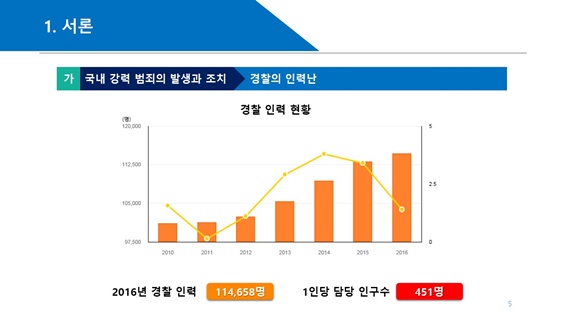 1. 서론
가 국내 강력 범죄의 발생과 조치 경찰의 인력난
경찰 인력 현황
(명)
120,000 5
112,500
2.5
105,000
97,500 0
2010 2011 2012 2013 2014 2015 2016
2016년 경찰 인력 114,658명 1인당 담당 인구수 451명
5